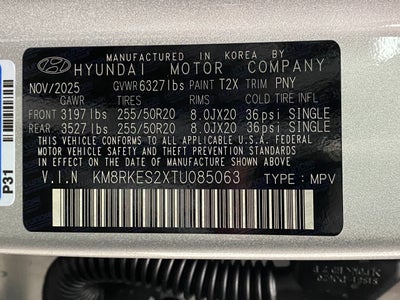 MANUFACTURED IN KOREA BY
HYUNDAI MOTOR COMPANY
NOV/2025 GVWR 6327lbs PAINT T2X TRIM PNY
GAWR TIRES RIMS COLD TIRE INFL
FRONT 3197lbs 255/50R20 8.0JX20 36psi SINGLE
REAR 3527lbs 255/50R20 8.0JX20 36psi SINGLE
THIS VEHICLE CONFORMS TO ALL APPLICABLE U.S.A. FEDERAL
MOTOR VEHICLE SAFETY STANDARDS IN EFFECT ON THE DATE
OF MANUFACTURE SHOWN ABOVE.
V.I.N KM8RKES2XTU085063 TYPE: MPV
P31